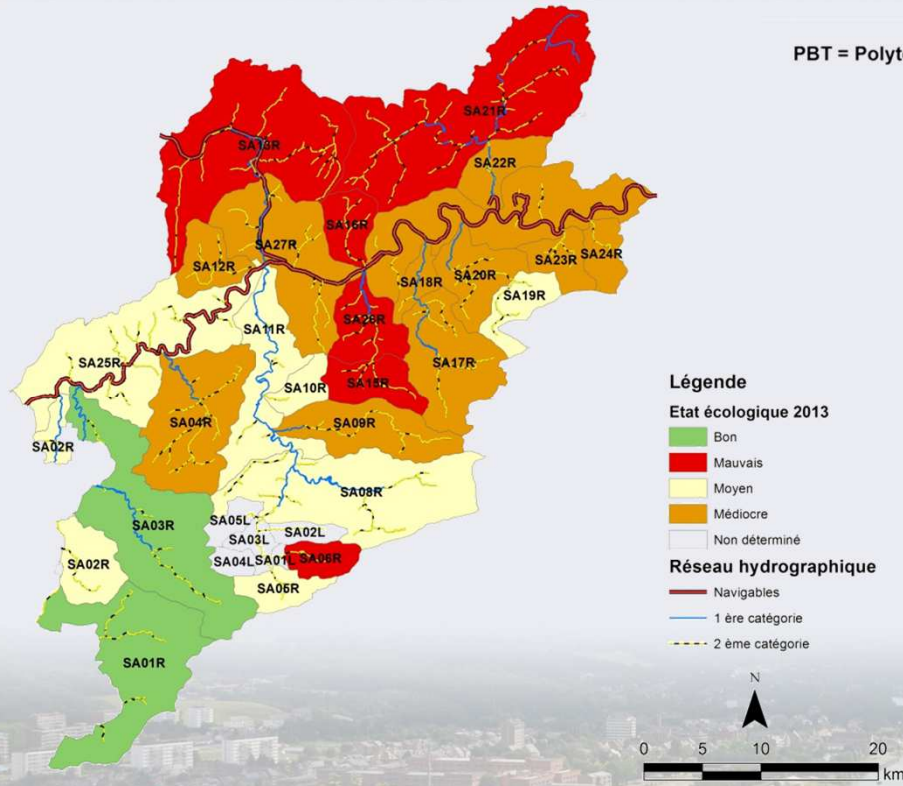 PBT = Polyte
SA21R
SA13R
SA22R
SA16R
SA27R
SA12R
SA23R
SA24R
SA18R
SA20R
SA19R
SA26R
SA11R
SA25R
SA17R
SA10R
SA15R
SA04R
SA09R
SA02R
SA08R
SA05L
SA03R
SA02L
SA03L
SA04L
SA01L
SA06R
SA02R
SA05R
SA01R
Légende
Etat écologique 2013
Bon
Mauvais
Moyen
Médiocre
Non déterminé
Réseau hydrographique
Navigables
1 ère catégorie
2 ème catégorie
N
0 5 10 20
km